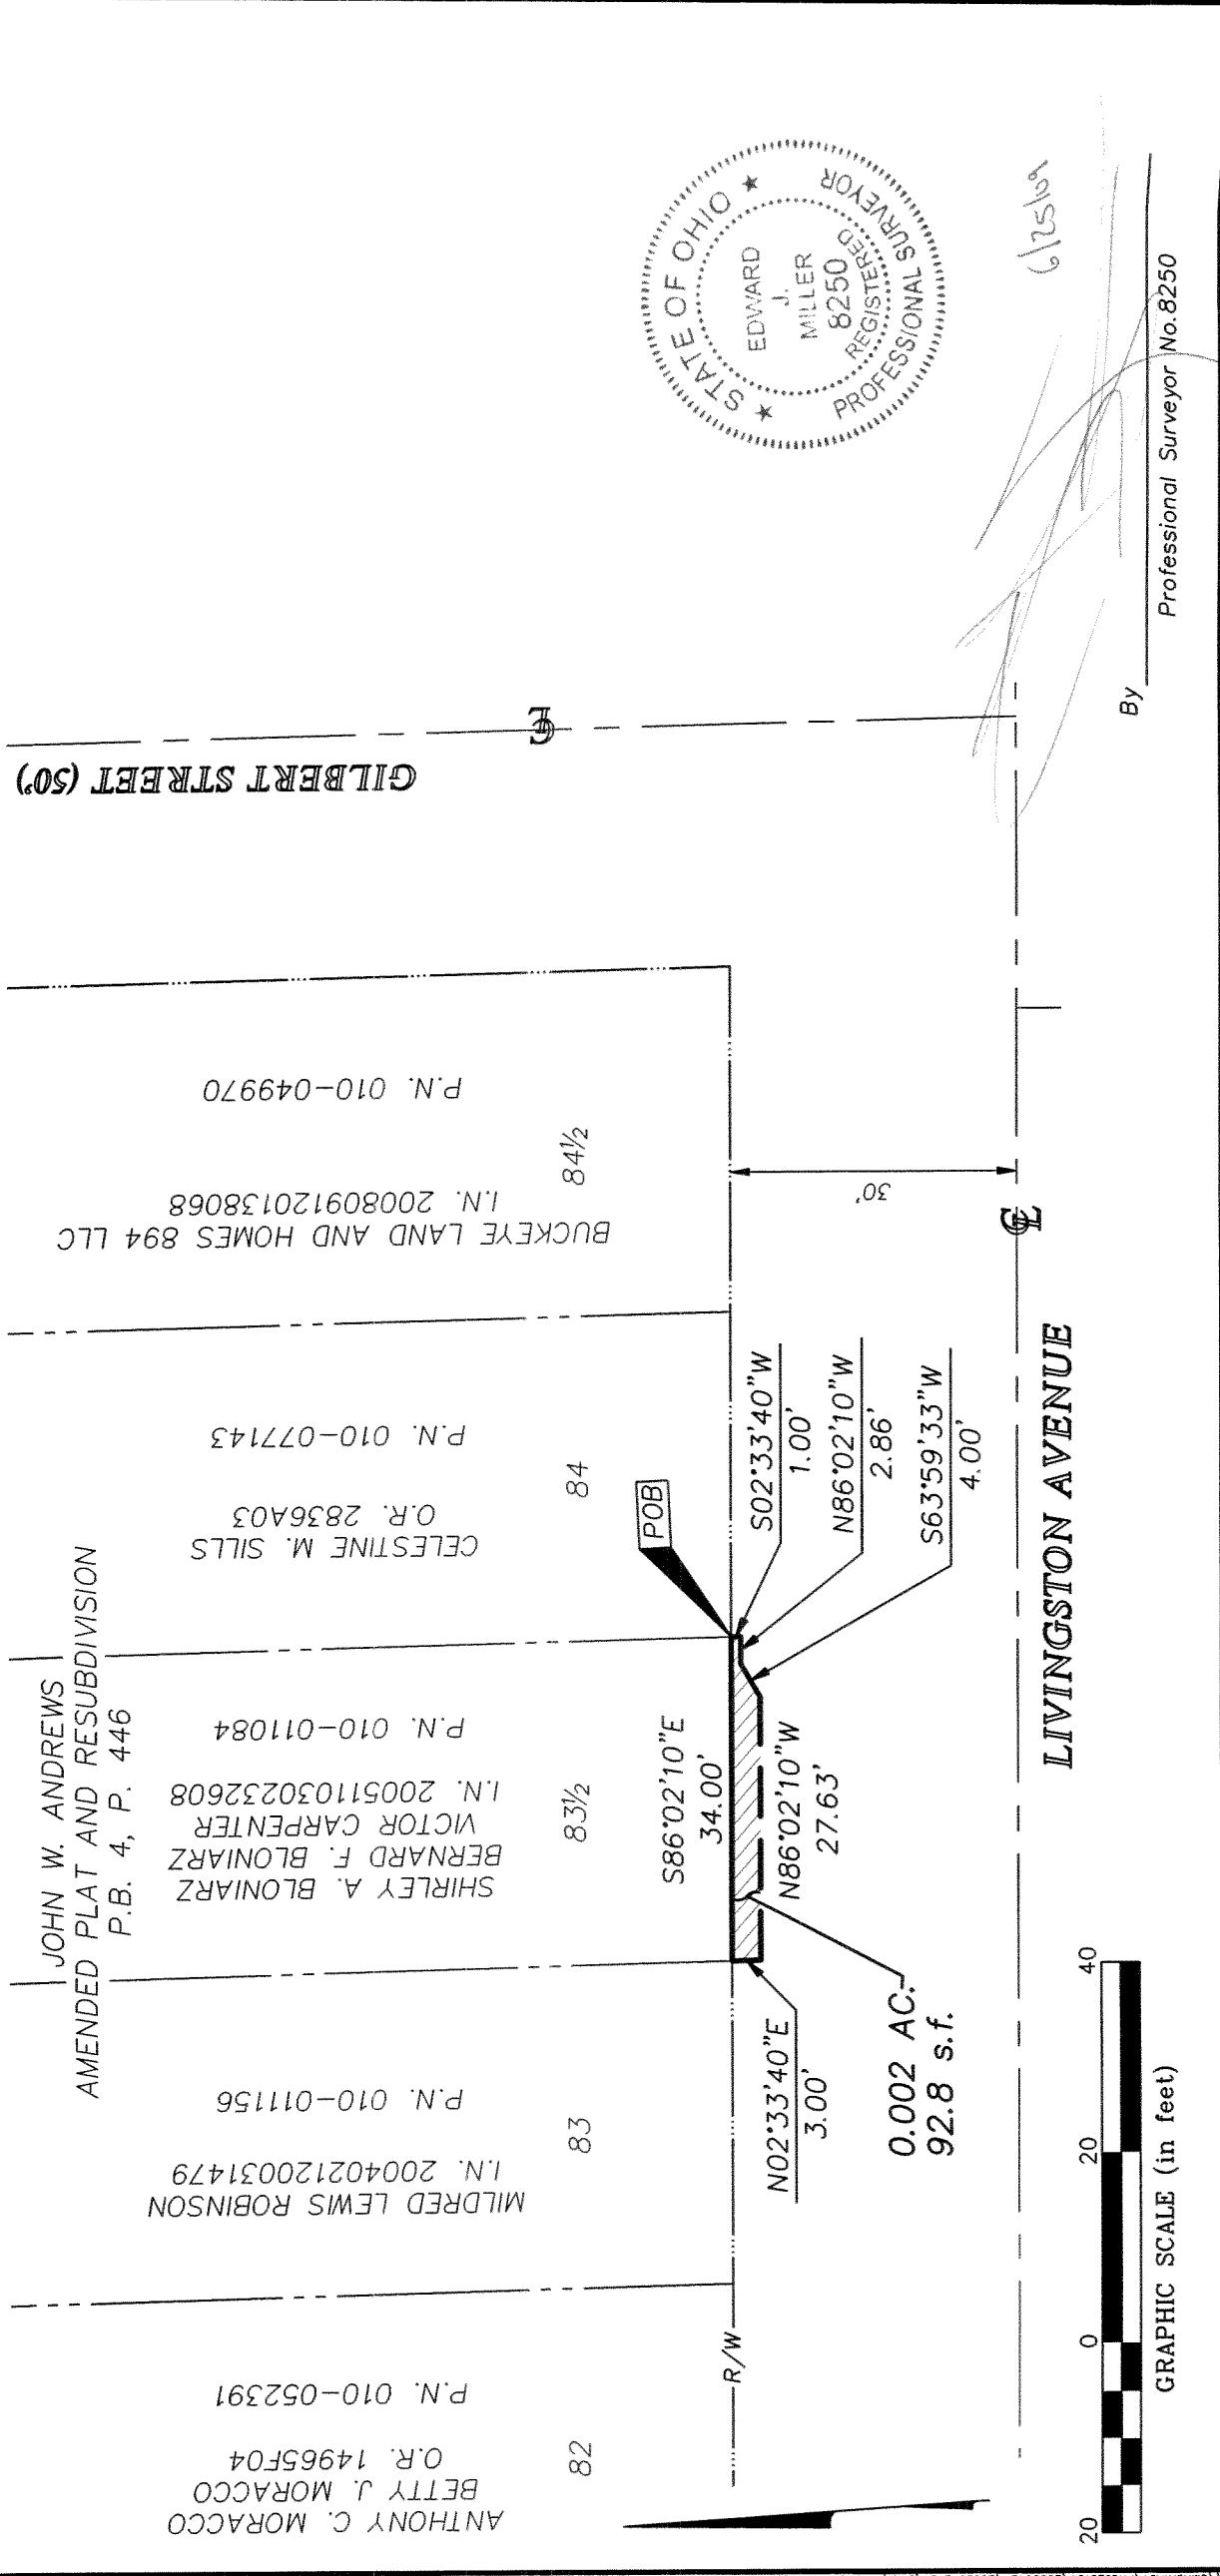 JOHN W. ANDREWS
AMENDED PLAT AND RESUBDIVISION
P.B. 4, P. 446
ANTHONY C. MORACCO
BETTY J. MORACCO
O.R. 14965F04
P.N. 010-052391
82
MILDRED LEWIS ROBINSON
I.N. 200402120031479
P.N. 010-011156
83
SHIRLEY A. BLONIARZ
BERNARD F. BLONIARZ
VICTOR CARPENTER
I.N. 200511030232608
P.N. 010-011084
83½
CELESTINE M. SILLS
O.R. 2836A03
P.N. 010-077143
84
BUCKEYE LAND AND HOMES 894 LLC
I.N. 200809120138068
P.N. 010-049970
84½
GILBERT STREET (50')
CL
POB
S86°02'10"E
34.00'
S02°33'40"W
1.00'
N86°02'10"W
2.86'
S63°59'33"W
4.00'
N86°02'10"W
27.63'
N02°33'40"E
3.00'
0.002 AC.
92.8 s.f.
R/W
30'
CL
LIVINGSTON AVENUE
20 0 20 40
GRAPHIC SCALE (in feet)
STATE OF OHIO
EDWARD
J.
MILLER
8250
REGISTERED
PROFESSIONAL SURVEYOR
6/25/09
By
Professional Surveyor No.8250